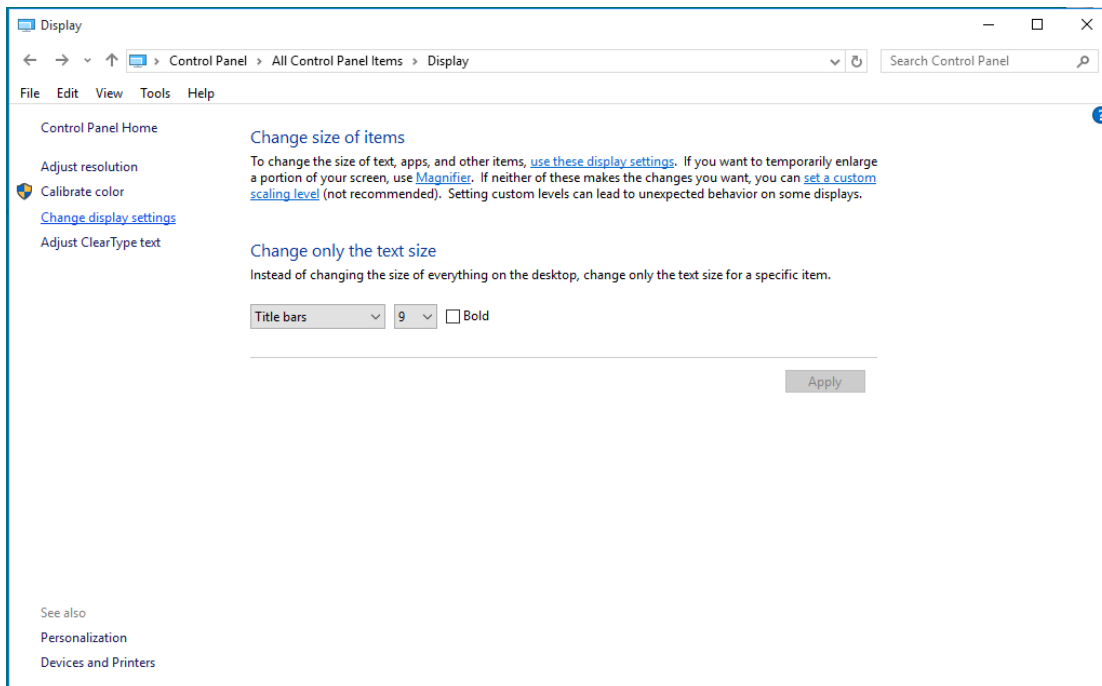 Display
Control Panel > All Control Panel Items > Display
Search Control Panel
File Edit View Tools Help
Control Panel Home
Adjust resolution
Calibrate color
Change display settings
Adjust ClearType text
Change size of items
To change the size of text, apps, and other items, use these display settings. If you want to temporarily enlarge
a portion of your screen, use Magnifier. If neither of these makes the changes you want, you can set a custom
scaling level (not recommended). Setting custom levels can lead to unexpected behavior on some displays.
Change only the text size
Instead of changing the size of everything on the desktop, change only the text size for a specific item.
Title bars 9 Bold
Apply
See also
Personalization
Devices and Printers